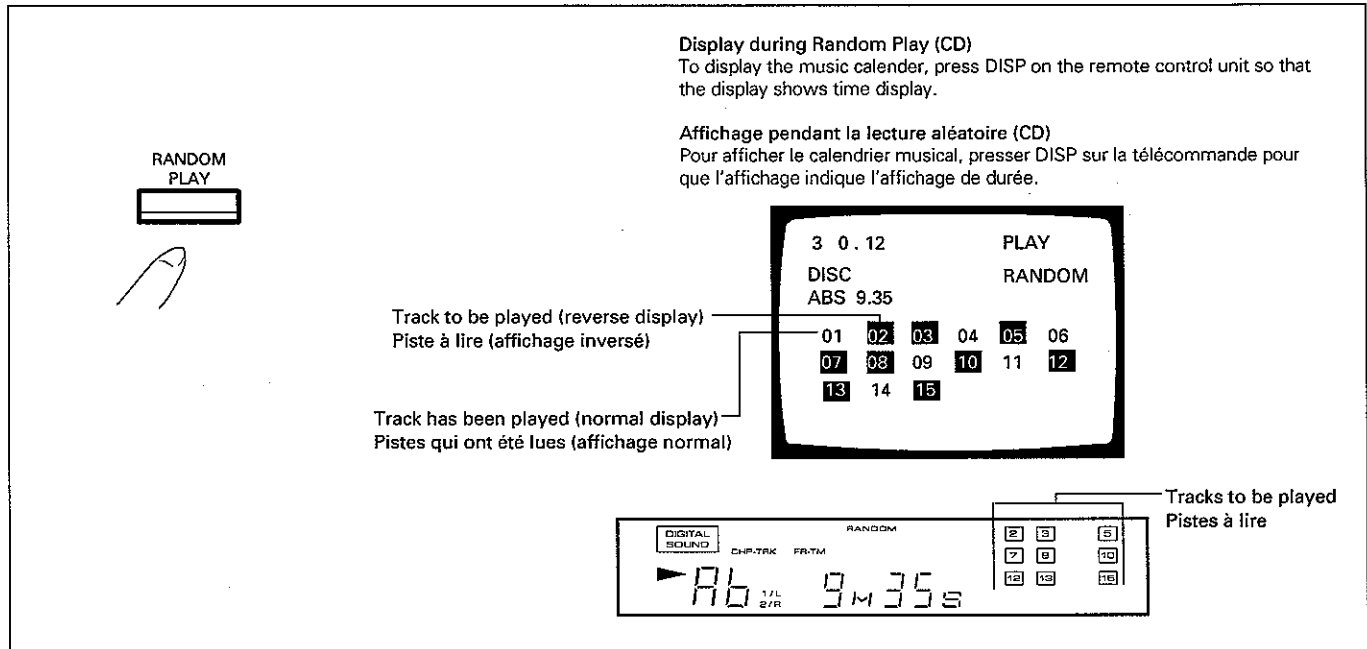 Display during Random Play (CD)
To display the music calender, press DISP on the remote control unit so that
the display shows time display.
Affichage pendant la lecture aléatoire (CD)
Pour afficher le calendrier musical, presser DISP sur la télécommande pour
que l'affichage indique l'affichage de durée.
RANDOM
PLAY
3 0.12 PLAY
DISC RANDOM
ABS 9.35
01 02 03 04 05 06
07 08 09 10 11 12
13 14 15
Track to be played (reverse display)
Piste à lire (affichage inversé)
Track has been played (normal display)
Pistes qui ont été lues (affichage normal)
Tracks to be played
Pistes à lire
DIGITAL
SOUND
RANDOM
CHP·TRK FR·TM
Ab 1/L
2/R
9M35S
2 3 5
7 8 10
12 13 15